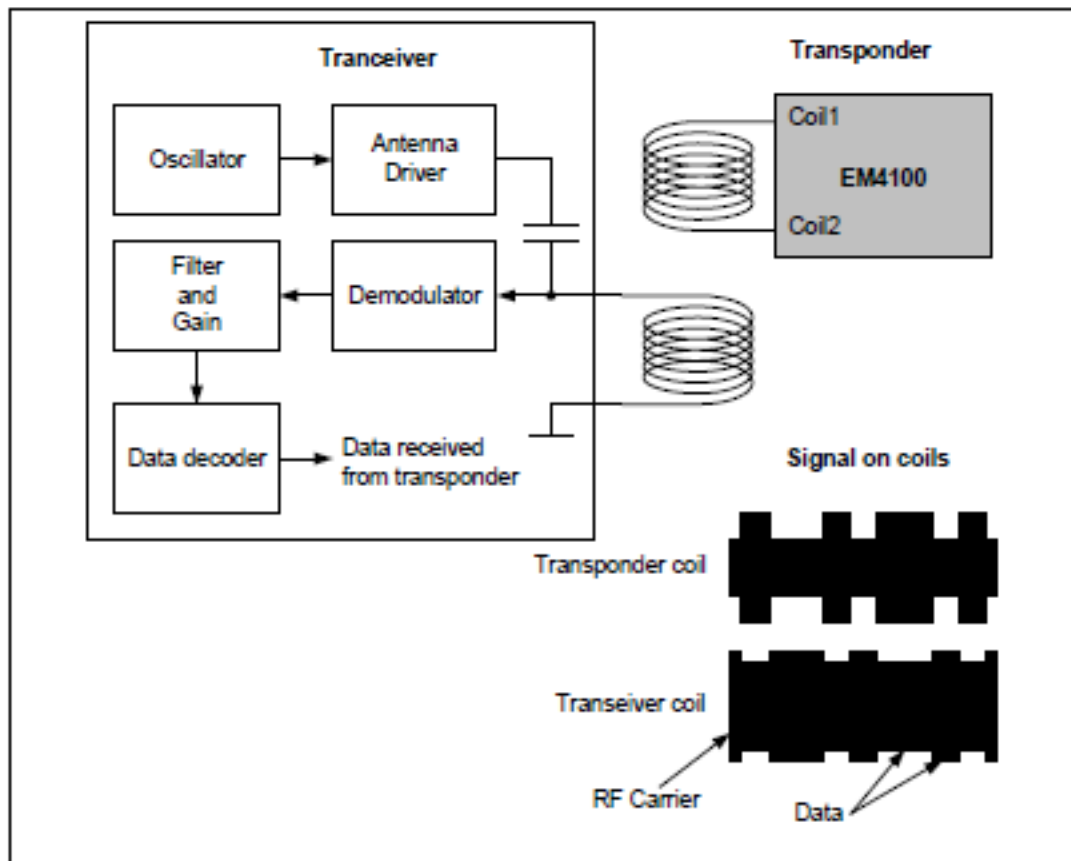 Tranceiver
Transponder
Oscillator
Antenna
Driver
Coil1
EM4100
Coil2
Filter
and
Gain
Demodulator
Data decoder
Data received
from transponder
Signal on coils
Transponder coil
Transeiver coil
RF Carrier
Data